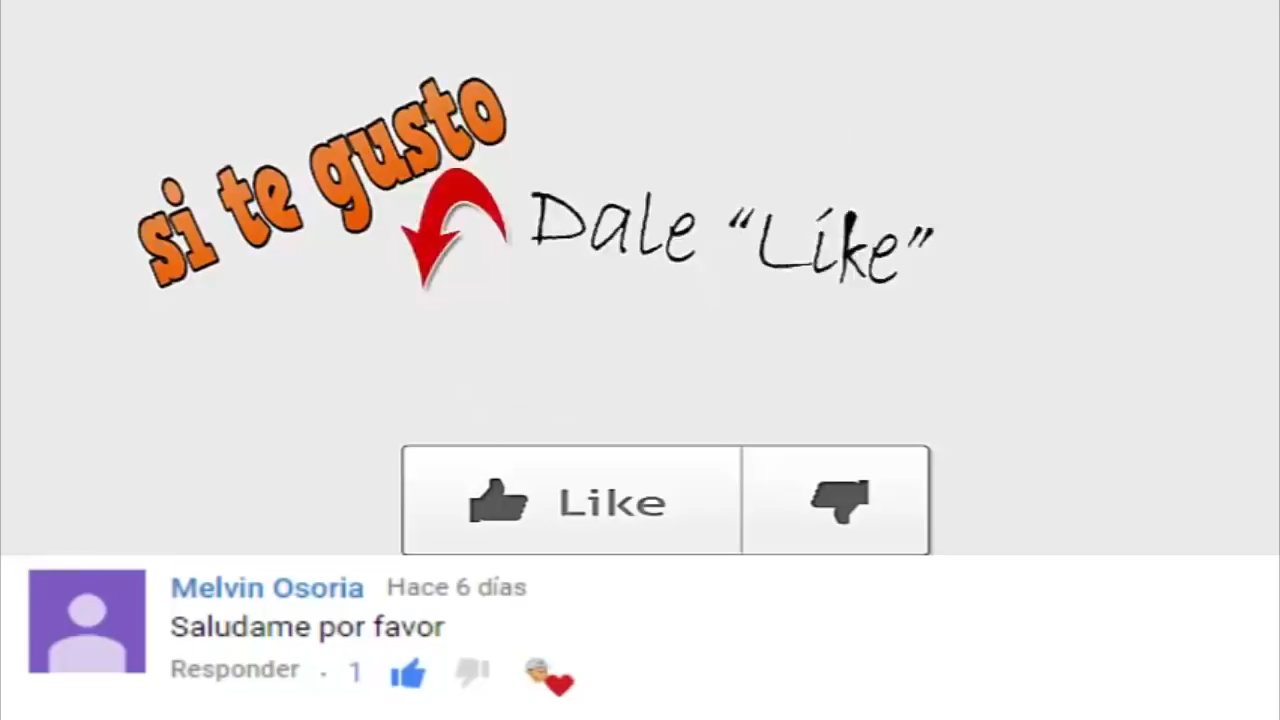 si te gusto
Dale "Like"
Like
Melvin Osoria Hace 6 días
Saludame por favor
Responder . 1